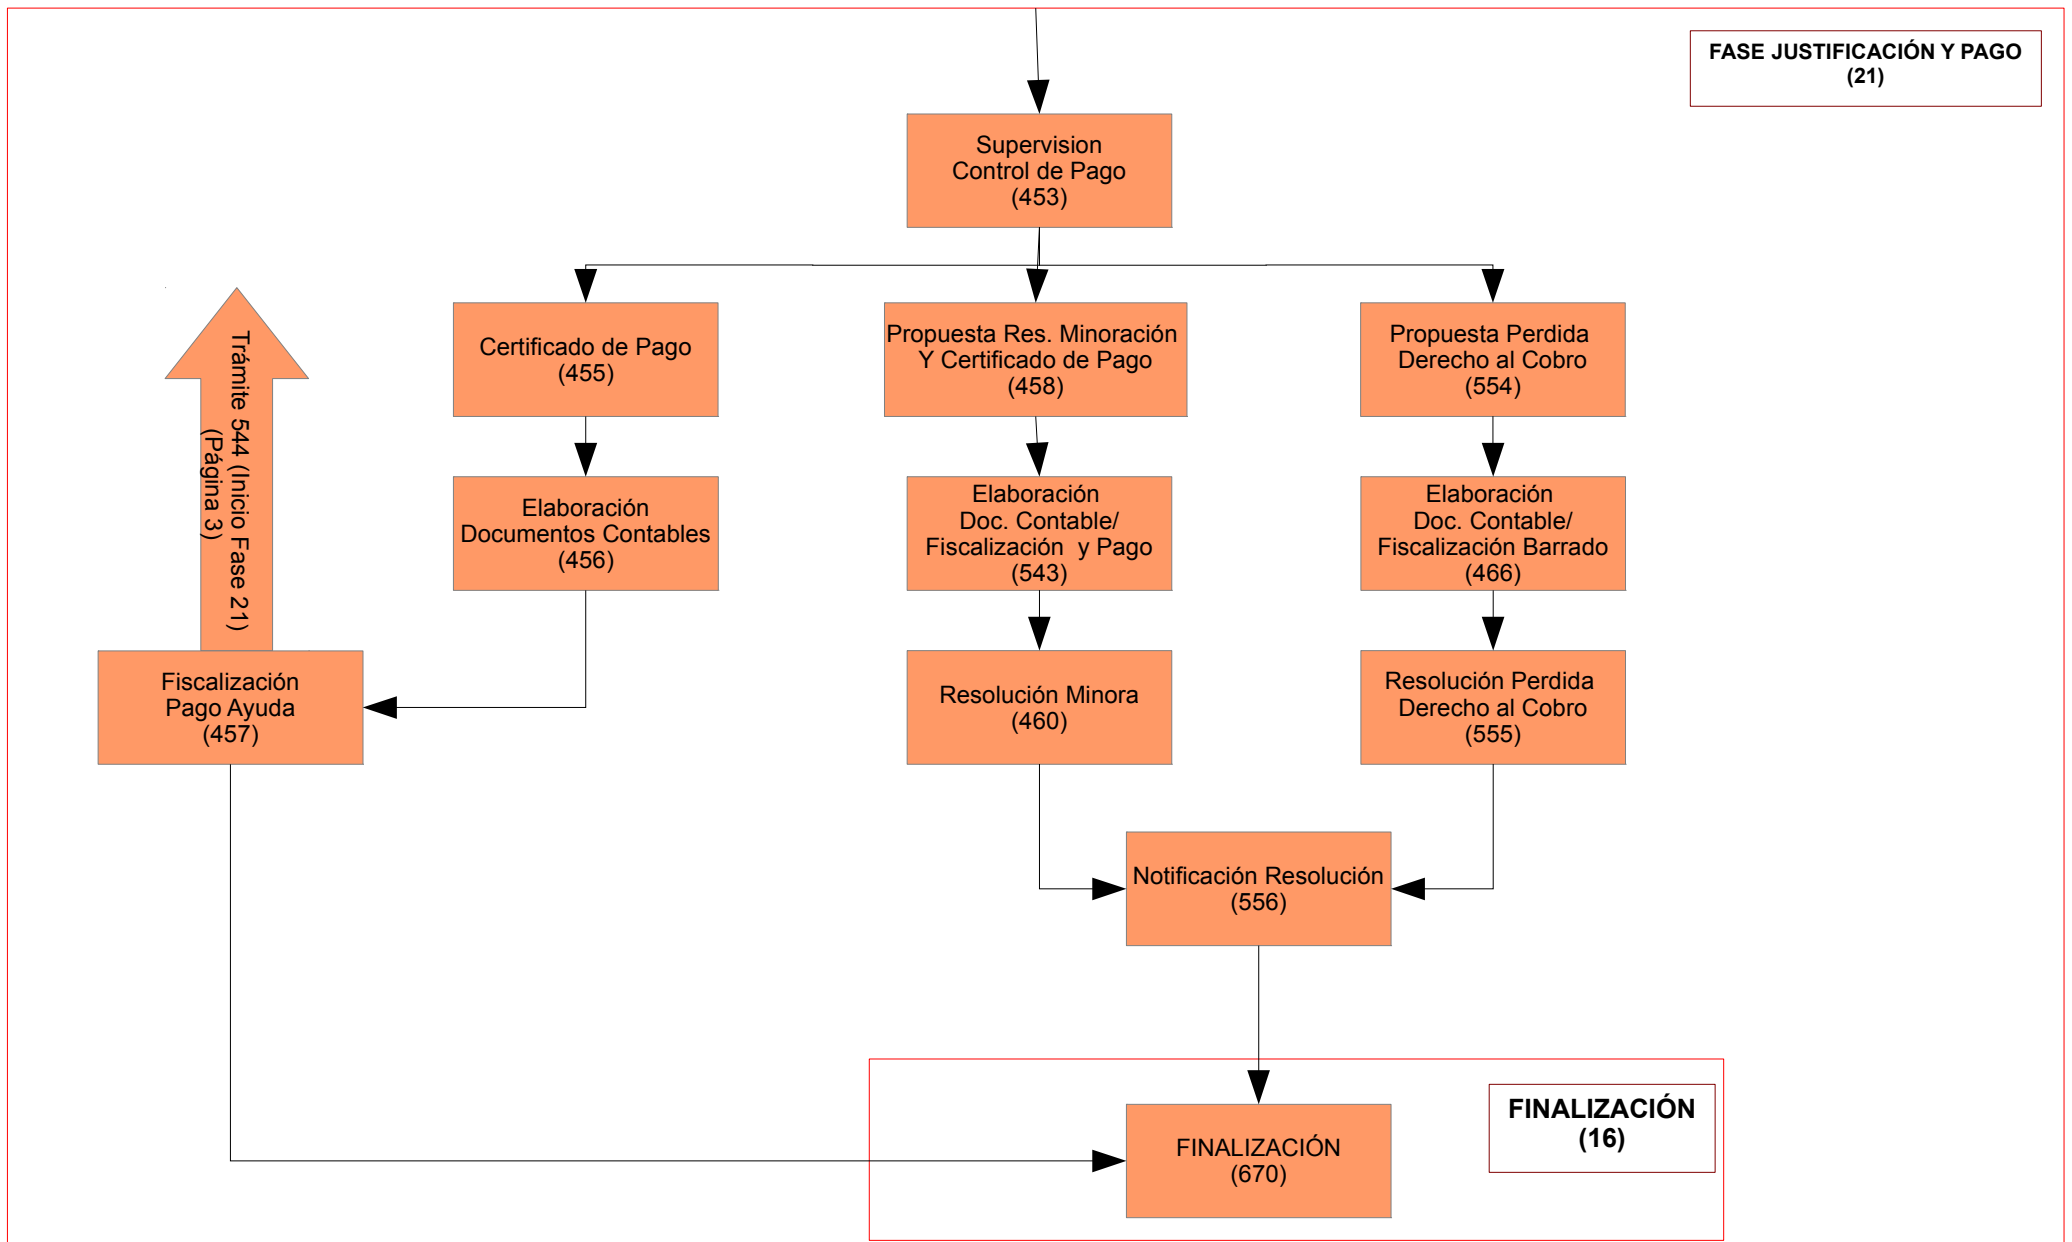 FASE JUSTIFICACIÓN Y PAGO
(21)
Supervision
Control de Pago
(453)
Trámite 544 (Inicio Fase 21)
(Página 3)
Certificado de Pago
(455)
Propuesta Res. Minoración
Y Certificado de Pago
(458)
Propuesta Perdida
Derecho al Cobro
(554)
Elaboración
Documentos Contables
(456)
Elaboración
Doc. Contable/
Fiscalización y Pago
(543)
Elaboración
Doc. Contable/
Fiscalización Barrado
(466)
Fiscalización
Pago Ayuda
(457)
Resolución Minora
(460)
Resolución Perdida
Derecho al Cobro
(555)
Notificación Resolución
(556)
FINALIZACIÓN
(16)
FINALIZACIÓN
(670)